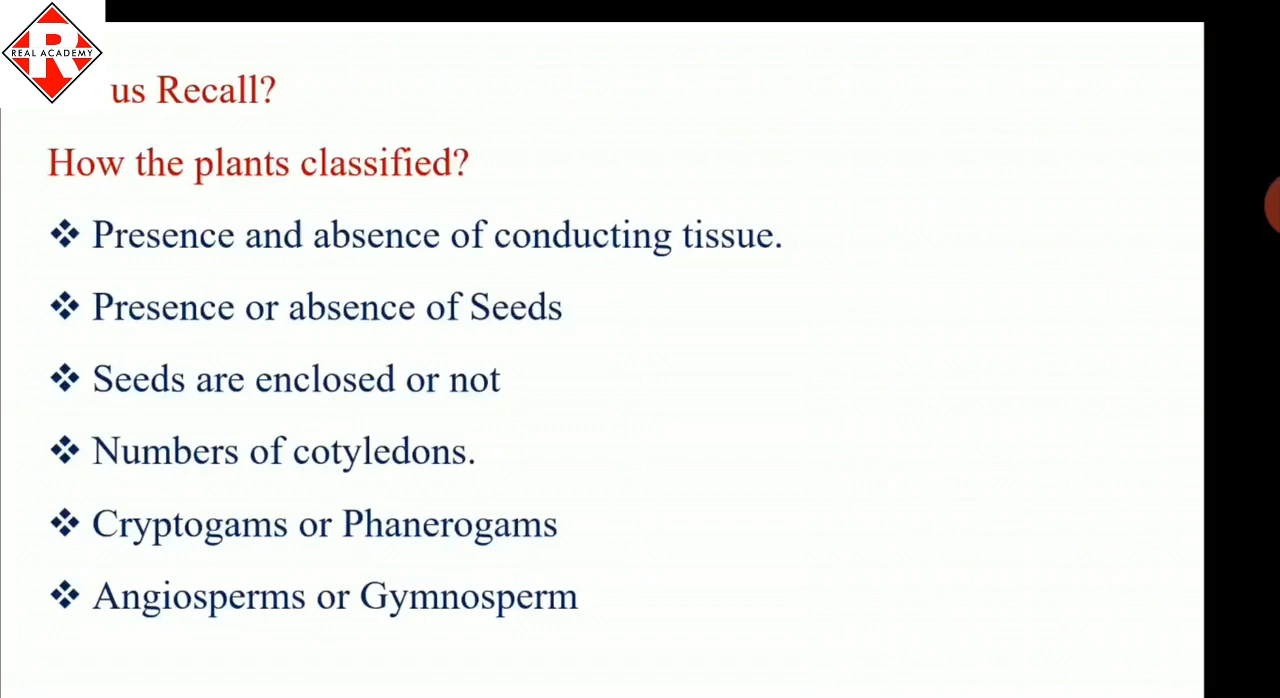 REAL ACADEMY
us Recall?
How the plants classified?
❖ Presence and absence of conducting tissue.
❖ Presence or absence of Seeds
❖ Seeds are enclosed or not
❖ Numbers of cotyledons.
❖ Cryptogams or Phanerogams
❖ Angiosperms or Gymnosperm